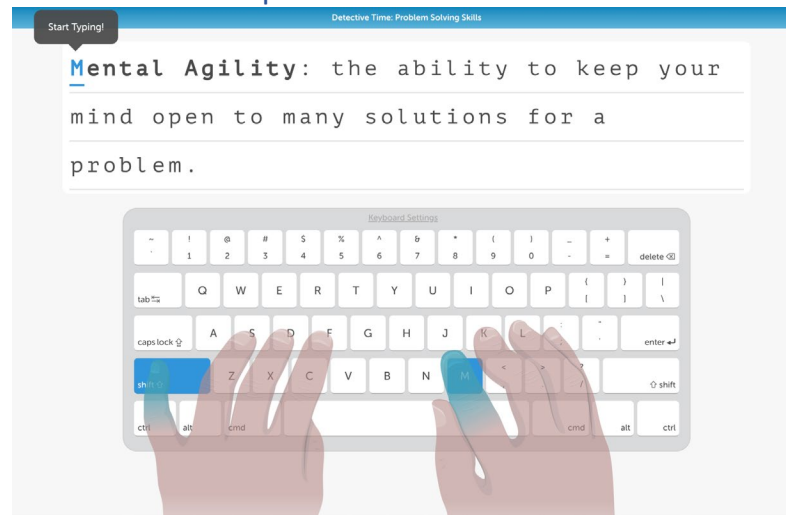 Detective Time: Problem Solving Skills
Start Typing!
Mental Agility: the ability to keep your
mind open to many solutions for a
problem.
Keyboard Settings
~ ! @ # $ % ^ & * ( ) _ +
` 1 2 3 4 5 6 7 8 9 0 - = delete
tab Q W E R T Y U I O P { } |
[ ] \
caps lock A S D F G H J K L : "
; ' enter
shift Z X C V B N M < > ?
/ shift
ctrl alt cmd cmd alt ctrl